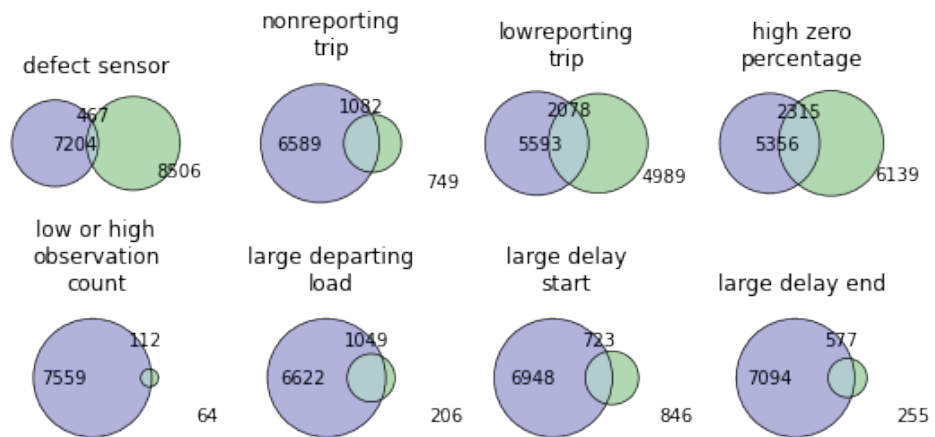 defect sensor
467
7204
8506
nonreporting
trip
1082
6589
749
lowreporting
trip
2078
5593
4989
high zero
percentage
2315
5356
6139
low or high
observation
count
112
7559
64
large departing
load
1049
6622
206
large delay
start
723
6948
846
large delay end
577
7094
255